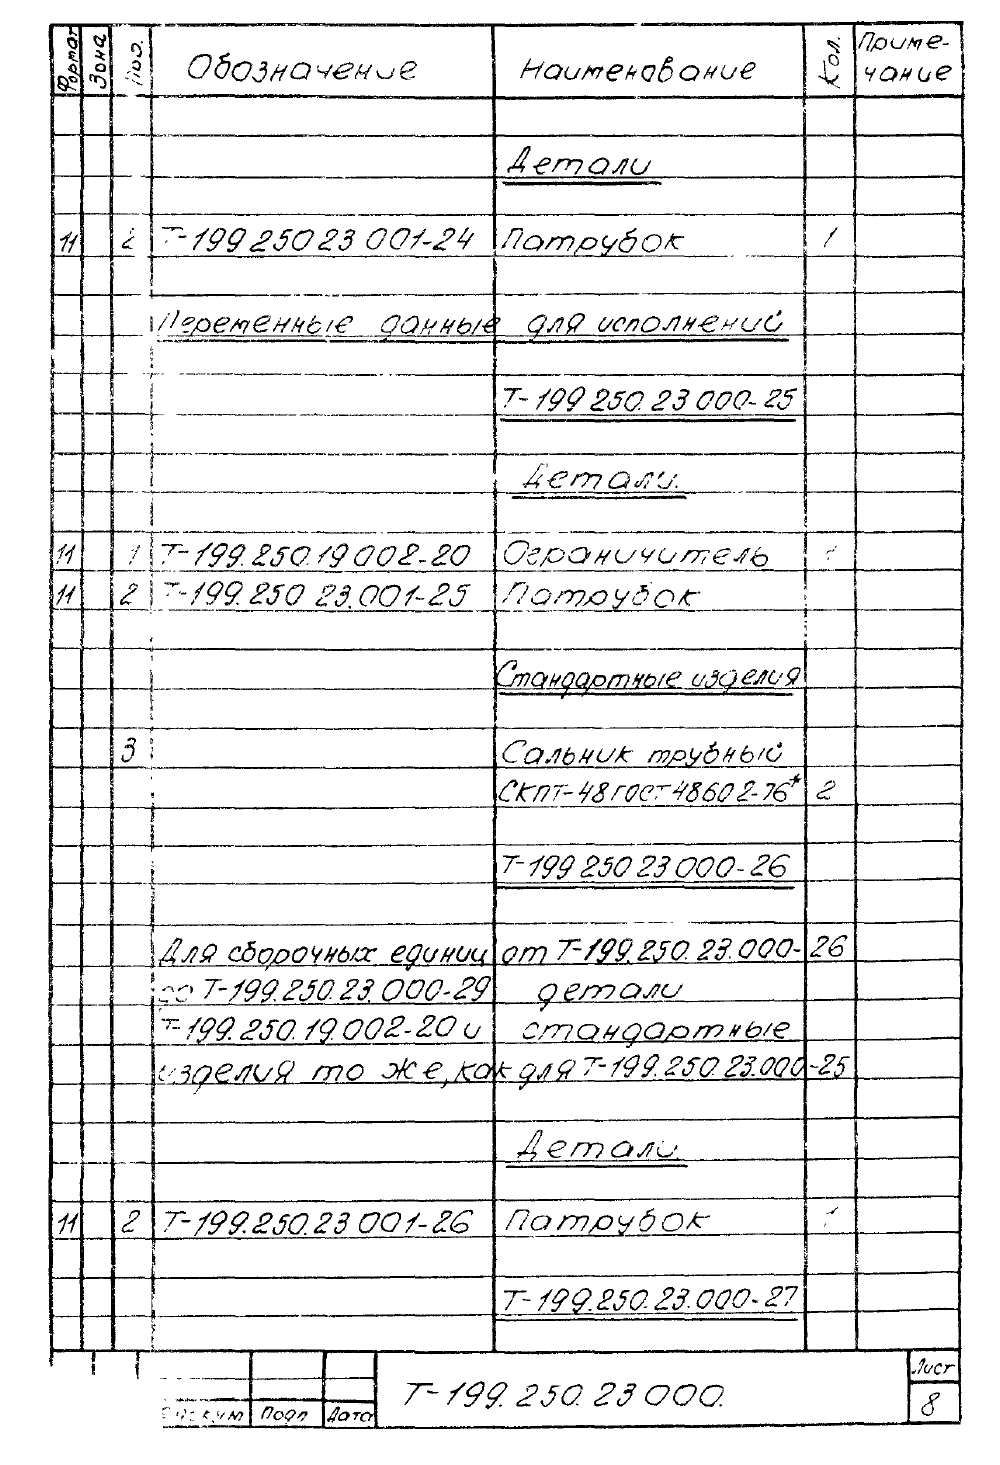 Формат Зона Поз. Обозначение Наименование Кол. Приме-
чание
Детали
11 2 Т-199 250 23 001-24 Патрубок 1
Переменные данные для исполнений
Т-199 250. 23 000-25
Детали.
11 1 Т-199.250.19 002-20 Ограничитель 1
11 2 Т-199.250 23.001-25 Патрубок
Стандартные изделия
3 Сальник трубный
СКПТ-48 ГОСТ 48602-76* 2
Т-199 250 23 000-26
Для сборочных единиц от Т-199.250.23.000-26
до Т-199.250.23.000-29 детали
Т-199.250.19.002-20 и стандартные
изделия то же, как для Т-199.250.23.000-25
Детали.
11 2 Т-199.250.23 001-26 Патрубок 1
Т-199.250.23.000-27
Т-199.250.23 000. Лист
8
Подп Дата